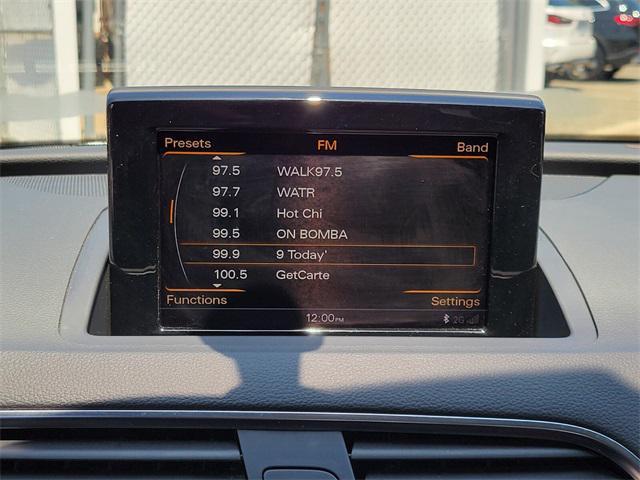 Presets FM Band
97.5 WALK97.5
97.7 WATR
99.1 Hot Chi
99.5 ON BOMBA
99.9 9 Today'
100.5 GetCarte
Functions Settings
12:00PM 2G